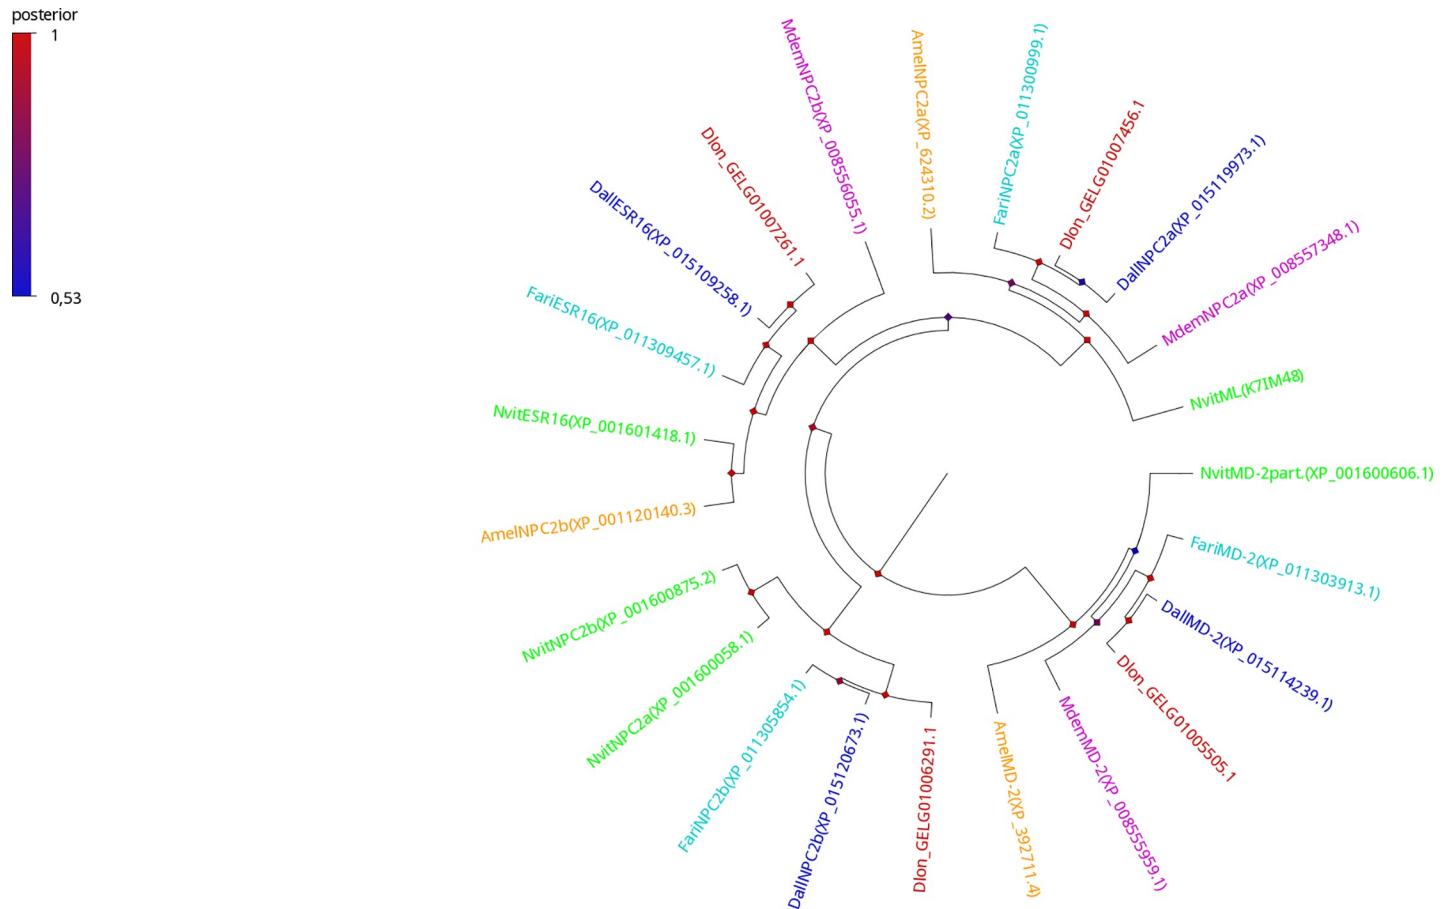 posterior
1
0,53
MdemNPC2b(XP_008556055.1)
AmelNPC2a(XP_624310.2)
FariNPC2a(XP_011300999.1)
Dlon_GELG01007456.1
DallNPC2a(XP_015119973.1)
MdemNPC2a(XP_008557348.1)
NvitML(K7IM48)
NvitMD-2part.(XP_001600606.1)
FariMD-2(XP_011303913.1)
DallMD-2(XP_015114239.1)
Dlon_GELG01005505.1
MdemMD-2(XP_008555959.1)
AmelMD-2(XP_392711.4)
Dlon_GELG01006291.1
DallNPC2b(XP_015120673.1)
FariNPC2b(XP_011305854.1)
NvitNPC2a(XP_001600058.1)
NvitNPC2b(XP_001600875.2)
AmelNPC2b(XP_001120140.3)
NvitESR16(XP_001601418.1)
FariESR16(XP_011309457.1)
DallESR16(XP_015109258.1)
Dlon_GELG01007261.1